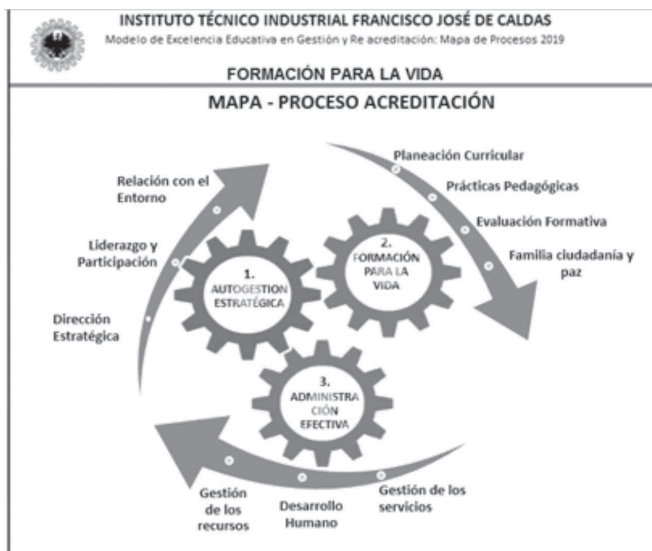 INSTITUTO TÉCNICO INDUSTRIAL FRANCISCO JOSÉ DE CALDAS
Modelo de Excelencia Educativa en Gestión y Re acreditación: Mapa de Procesos 2019
FORMACIÓN PARA LA VIDA
MAPA - PROCESO ACREDITACIÓN
Relación con el
Entorno
Liderazgo y
Participación
Dirección
Estratégica
1.
AUTOGESTION
ESTRATÉGICA
2.
FORMACIÓN
PARA LA
VIDA
Planeación Curricular
Prácticas Pedagógicas
Evaluación Formativa
Familia ciudadanía y
paz
3.
ADMINISTRA
CIÓN
EFECTIVA
Gestión de los
servicios
Desarrollo
Humano
Gestión
de los
recursos